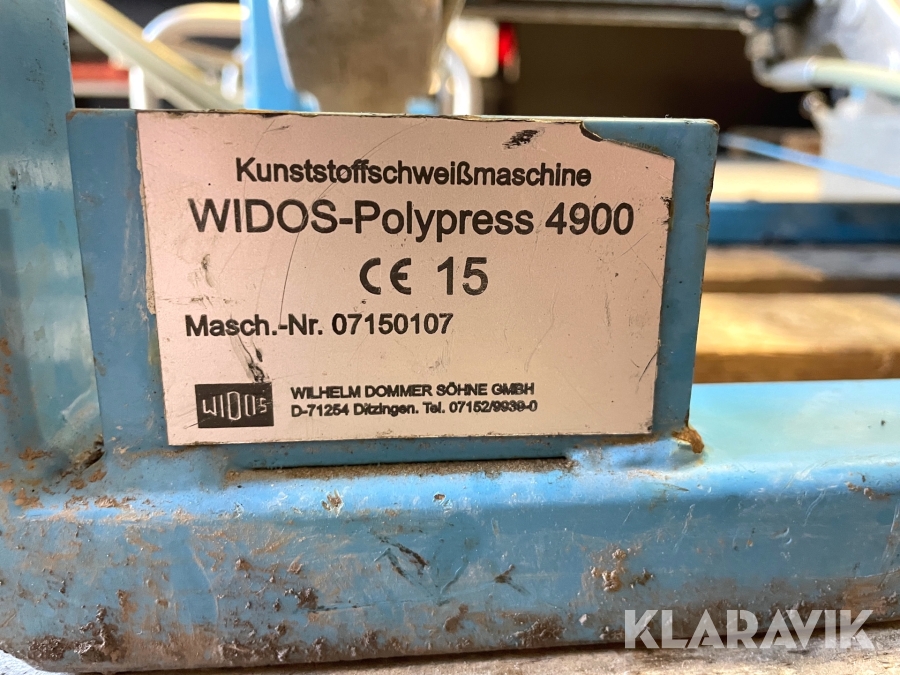 Kunststoffschweißmaschine
WIDOS-Polypress 4900
CE 15
Masch.-Nr. 07150107
WIDOS
WILHELM DOMMER SÖHNE GMBH
D-71254 Ditzingen. Tel. 07152/9939-0
KLARAVIK